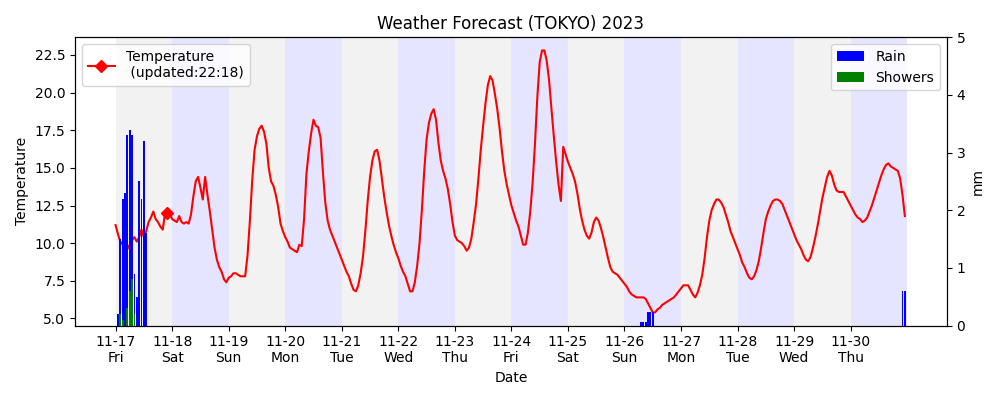 Weather Forecast (TOKYO) 2023
Temperature
(updated:22:18)
Rain
Showers
Temperature
22.5
20.0
17.5
15.0
12.5
10.0
7.5
5.0
5
4
3
2
1
0
mm
11-17 11-18 11-19 11-20 11-21 11-22 11-23 11-24 11-25 11-26 11-27 11-28 11-29 11-30
Fri Sat Sun Mon Tue Wed Thu Fri Sat Sun Mon Tue Wed Thu
Date